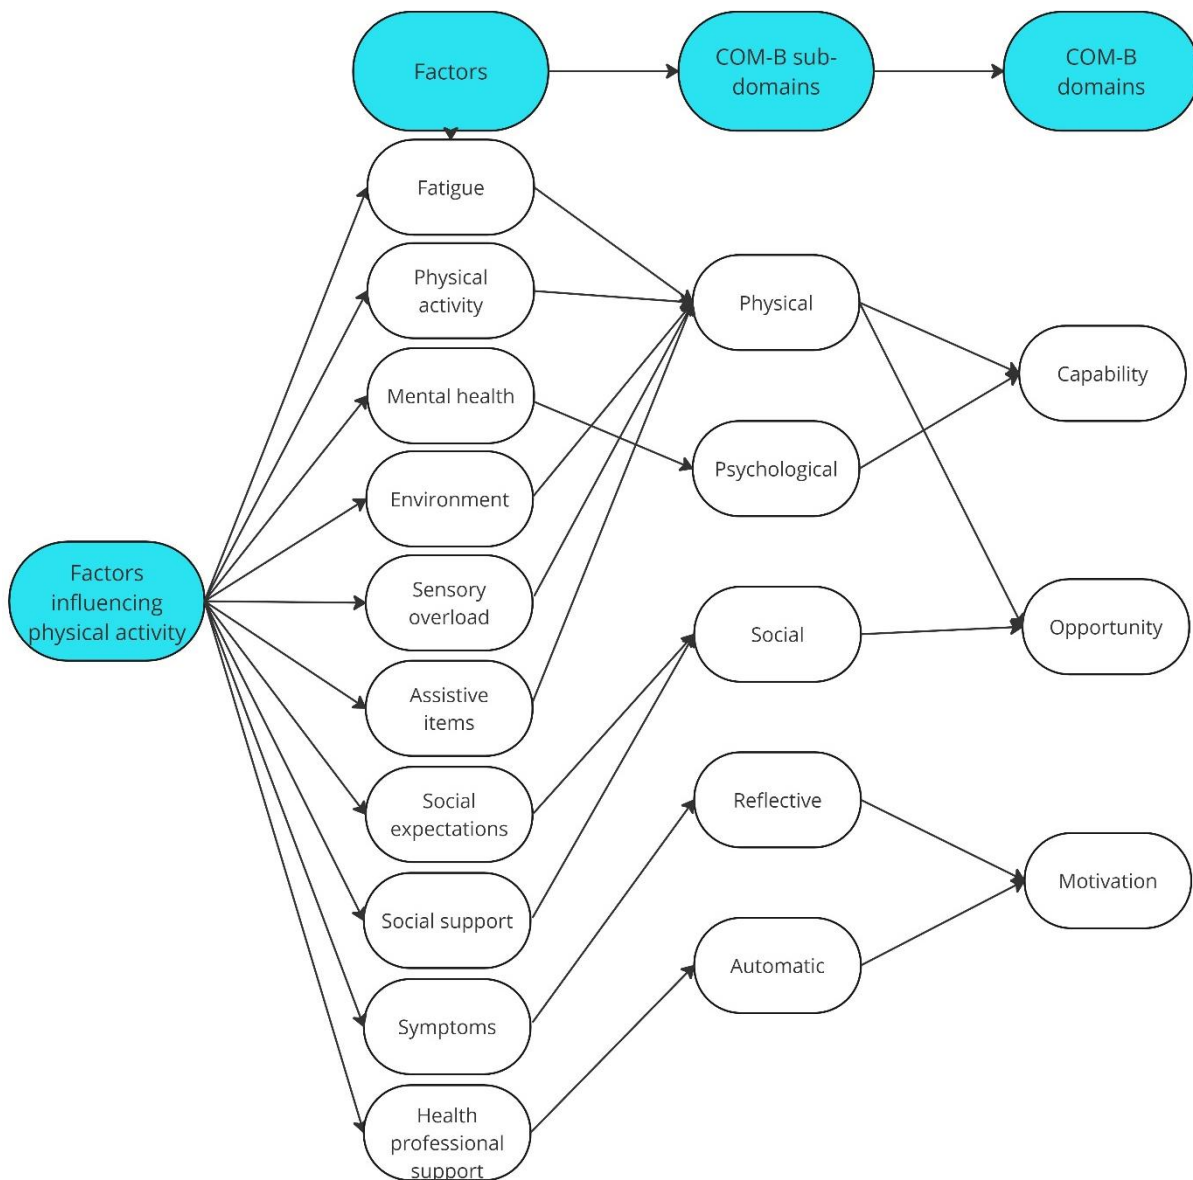 Factors
COM-B sub-
domains
COM-B
domains
Fatigue
Physical
activity
Mental health
Environment
Sensory
overload
Assistive
items
Social
expectations
Social support
Symptoms
Health
professional
support
Factors
influencing
physical activity
Physical
Psychological
Social
Reflective
Automatic
Capability
Opportunity
Motivation